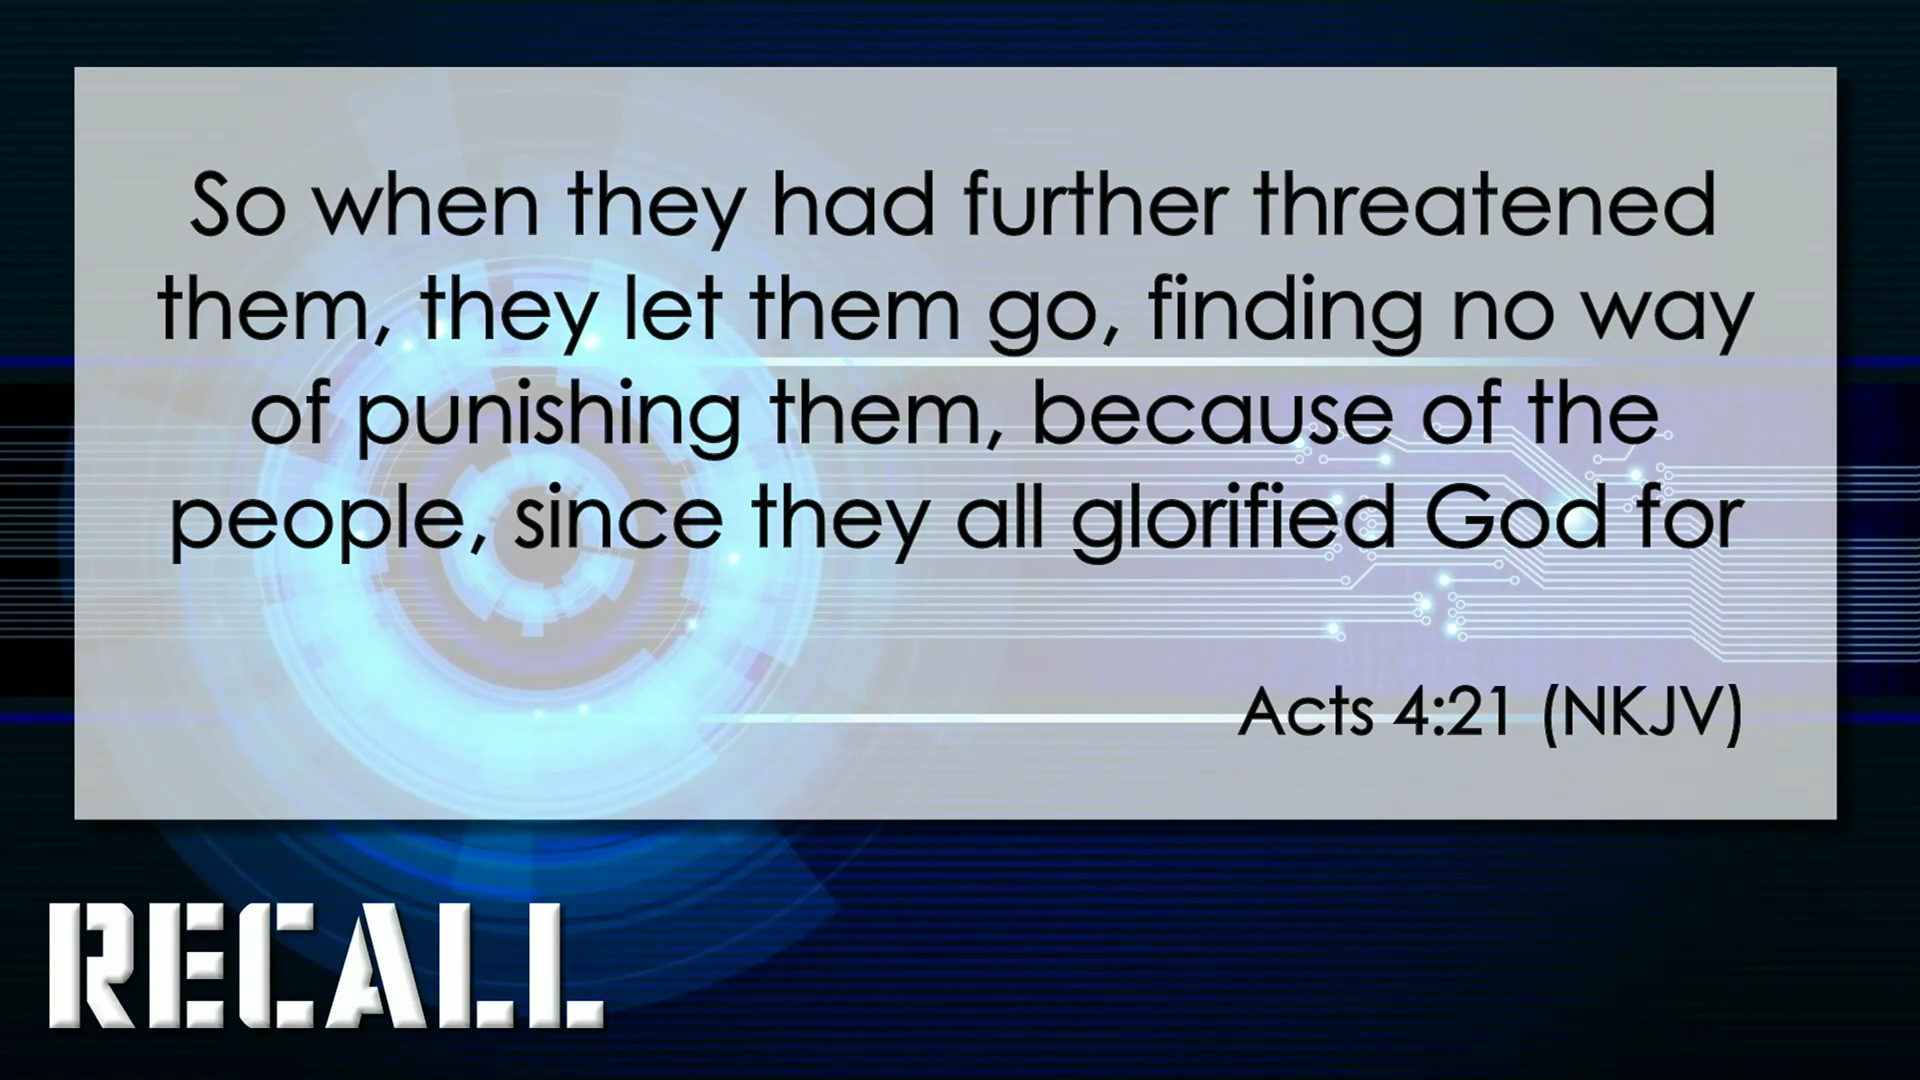 So when they had further threatened
them, they let them go, finding no way
of punishing them, because of the
people, since they all glorified God for
Acts 4:21 (NKJV)
RECALL